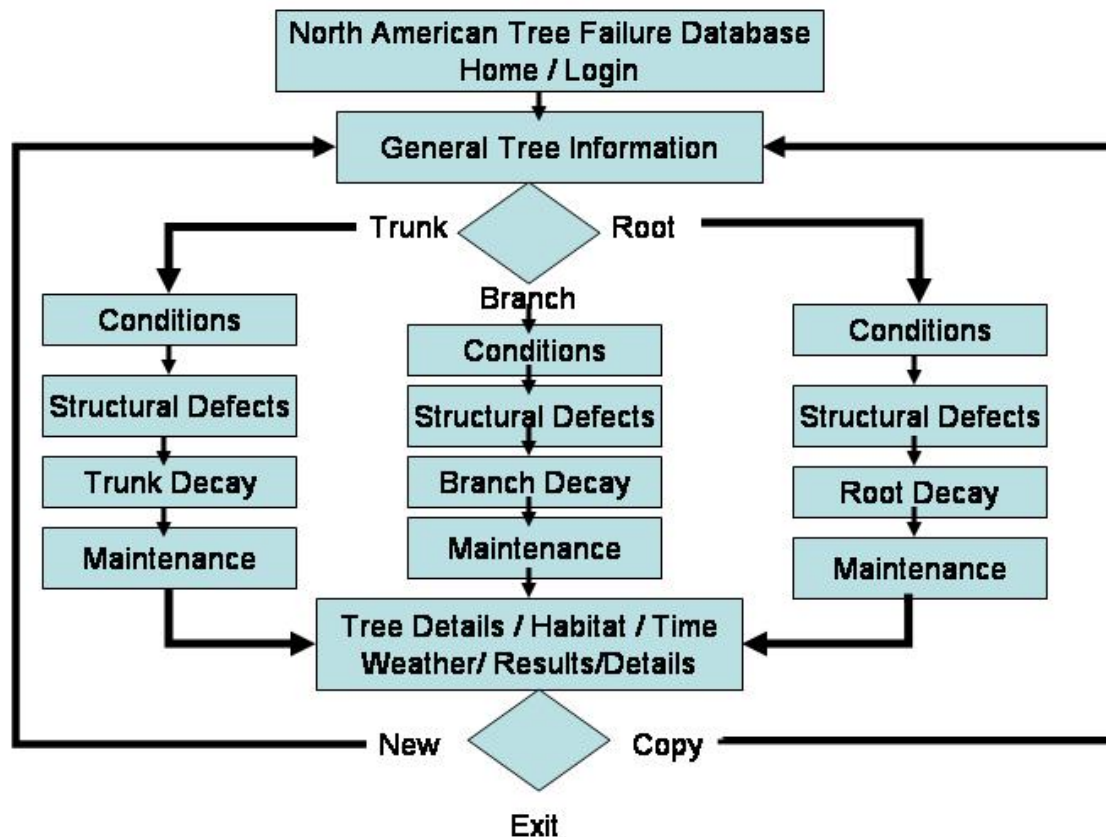 North American Tree Failure Database
Home / Login
General Tree Information
Trunk
Root
Branch
Conditions
Structural Defects
Trunk Decay
Maintenance
Conditions
Structural Defects
Branch Decay
Maintenance
Conditions
Structural Defects
Root Decay
Maintenance
Tree Details / Habitat / Time
Weather/ Results/Details
New
Copy
Exit